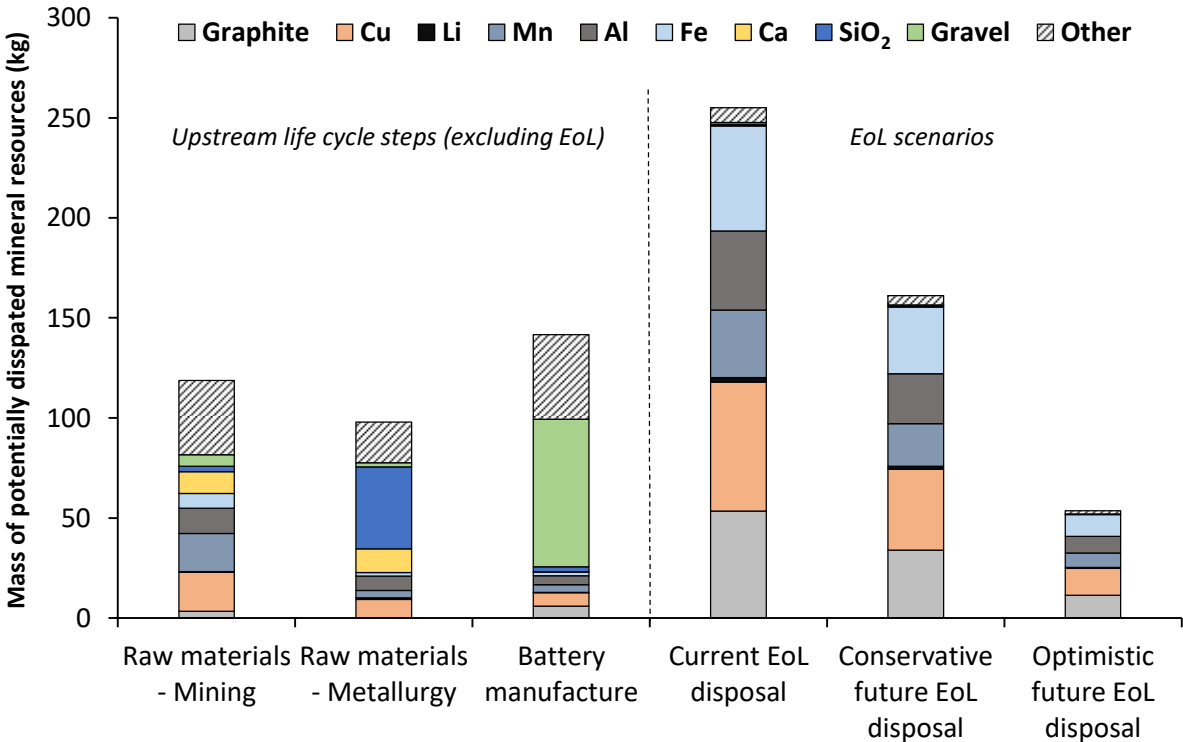 Mass of potentially disspated mineral resources (kg)
300
250
200
150
100
50
0
Graphite Cu Li Mn Al Fe Ca SiO₂ Gravel Other
Upstream life cycle steps (excluding EoL)
EoL scenarios
Raw materials
- Mining
Raw materials
- Metallurgy
Battery
manufacture
Current EoL
disposal
Conservative
future EoL
disposal
Optimistic
future EoL
disposal